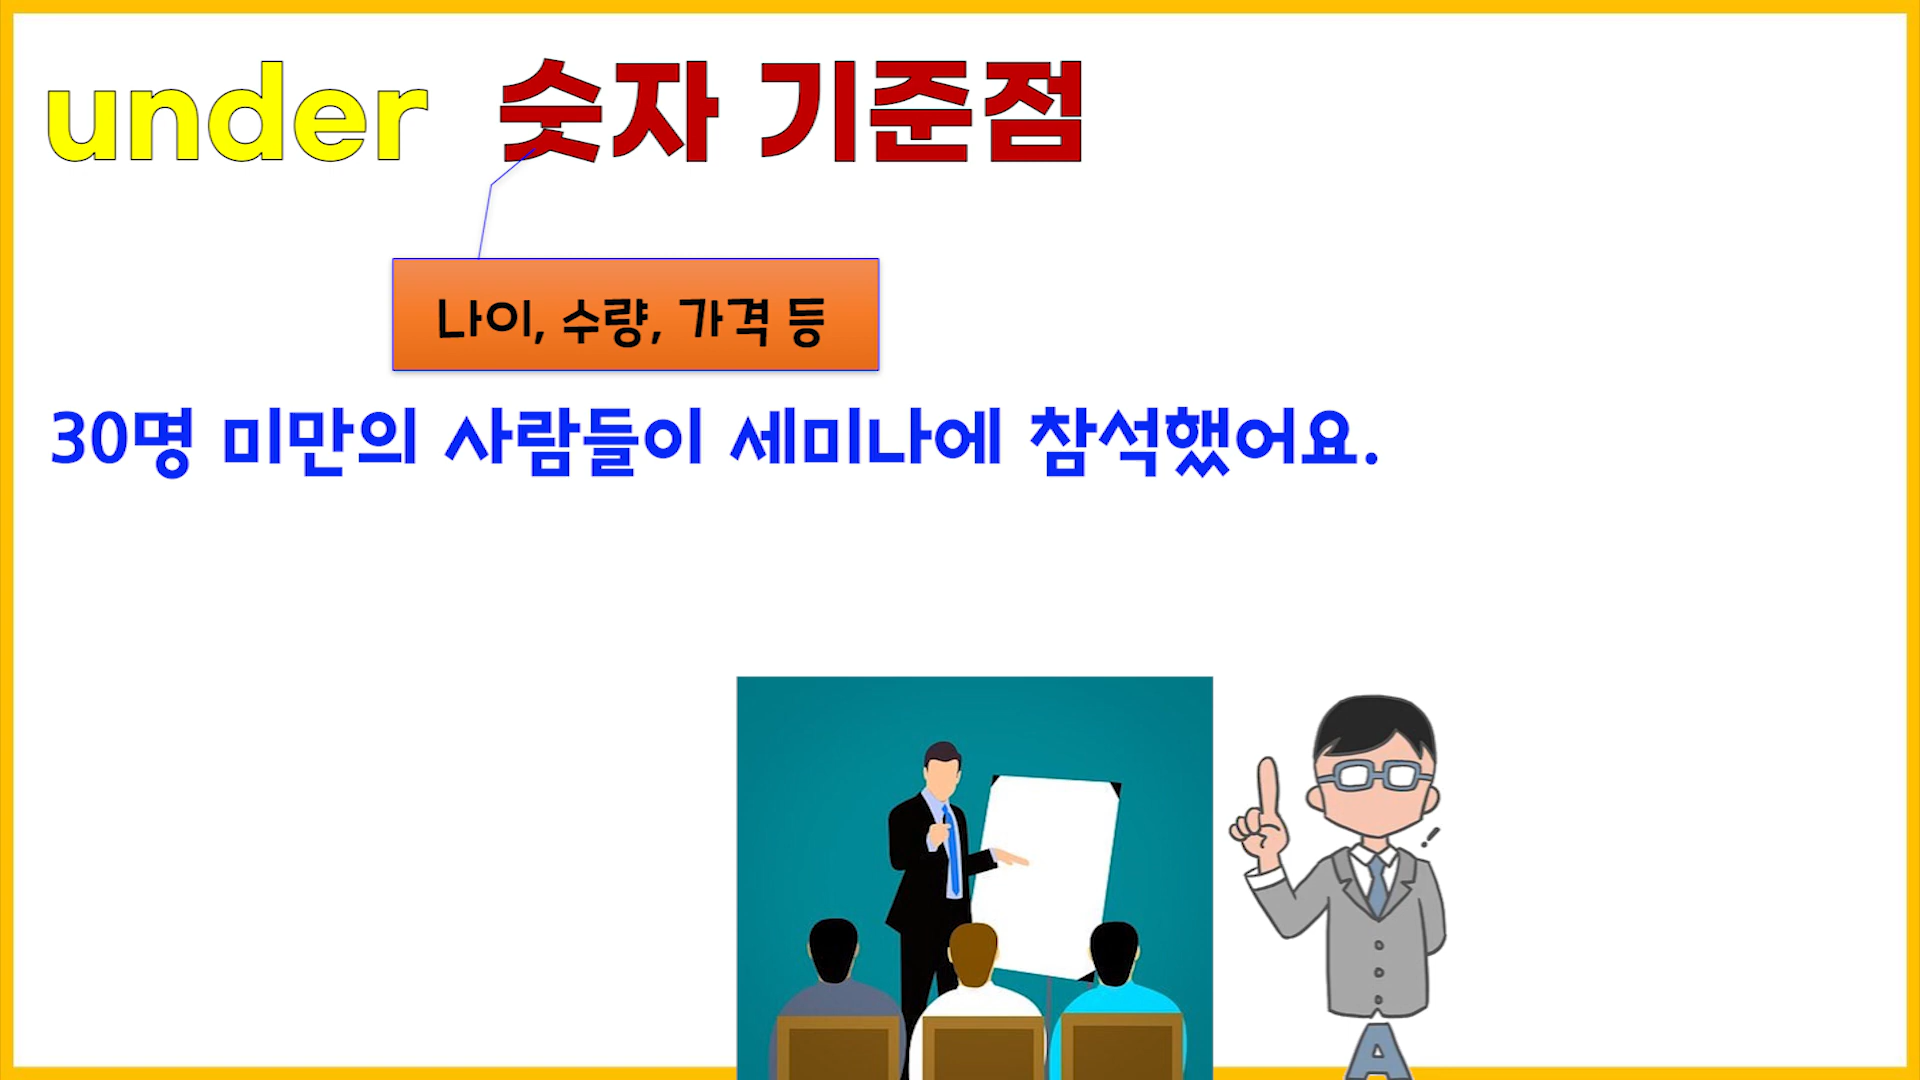 under 숫자 기준점
나이, 수량, 가격 등
30명 미만의 사람들이 세미나에 참석했어요.
A